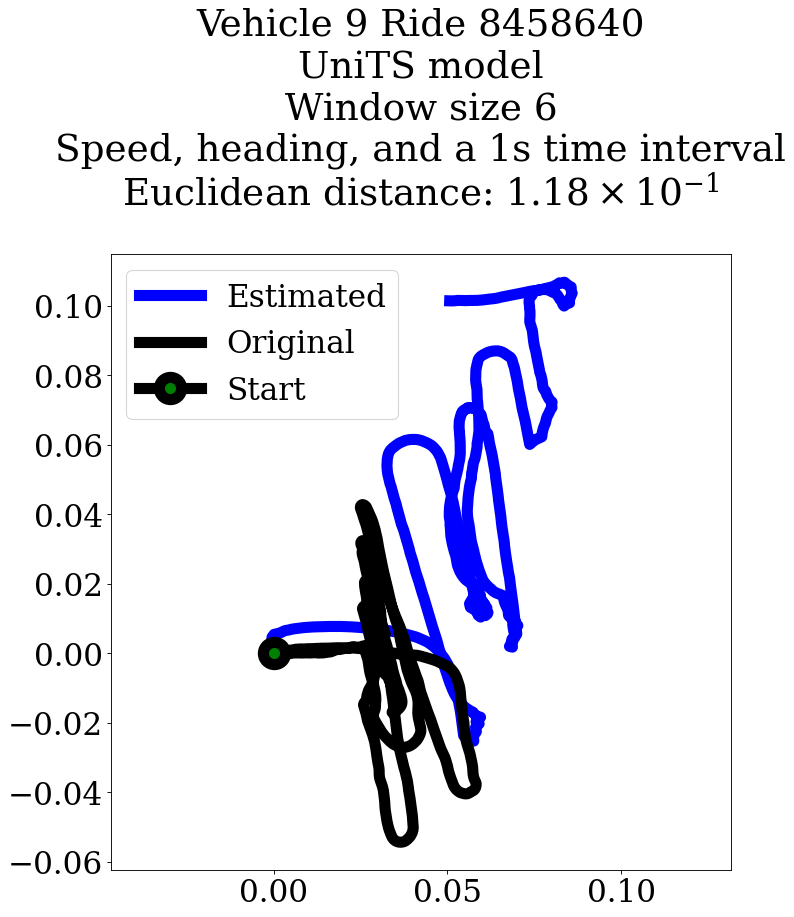 Vehicle 9 Ride 8458640
UniTS model
Window size 6
Speed, heading, and a 1s time interval
Euclidean distance: 1.18 × 10⁻¹
Estimated
Original
Start
0.10
0.08
0.06
0.04
0.02
0.00
−0.02
−0.04
−0.06
0.00 0.05 0.10